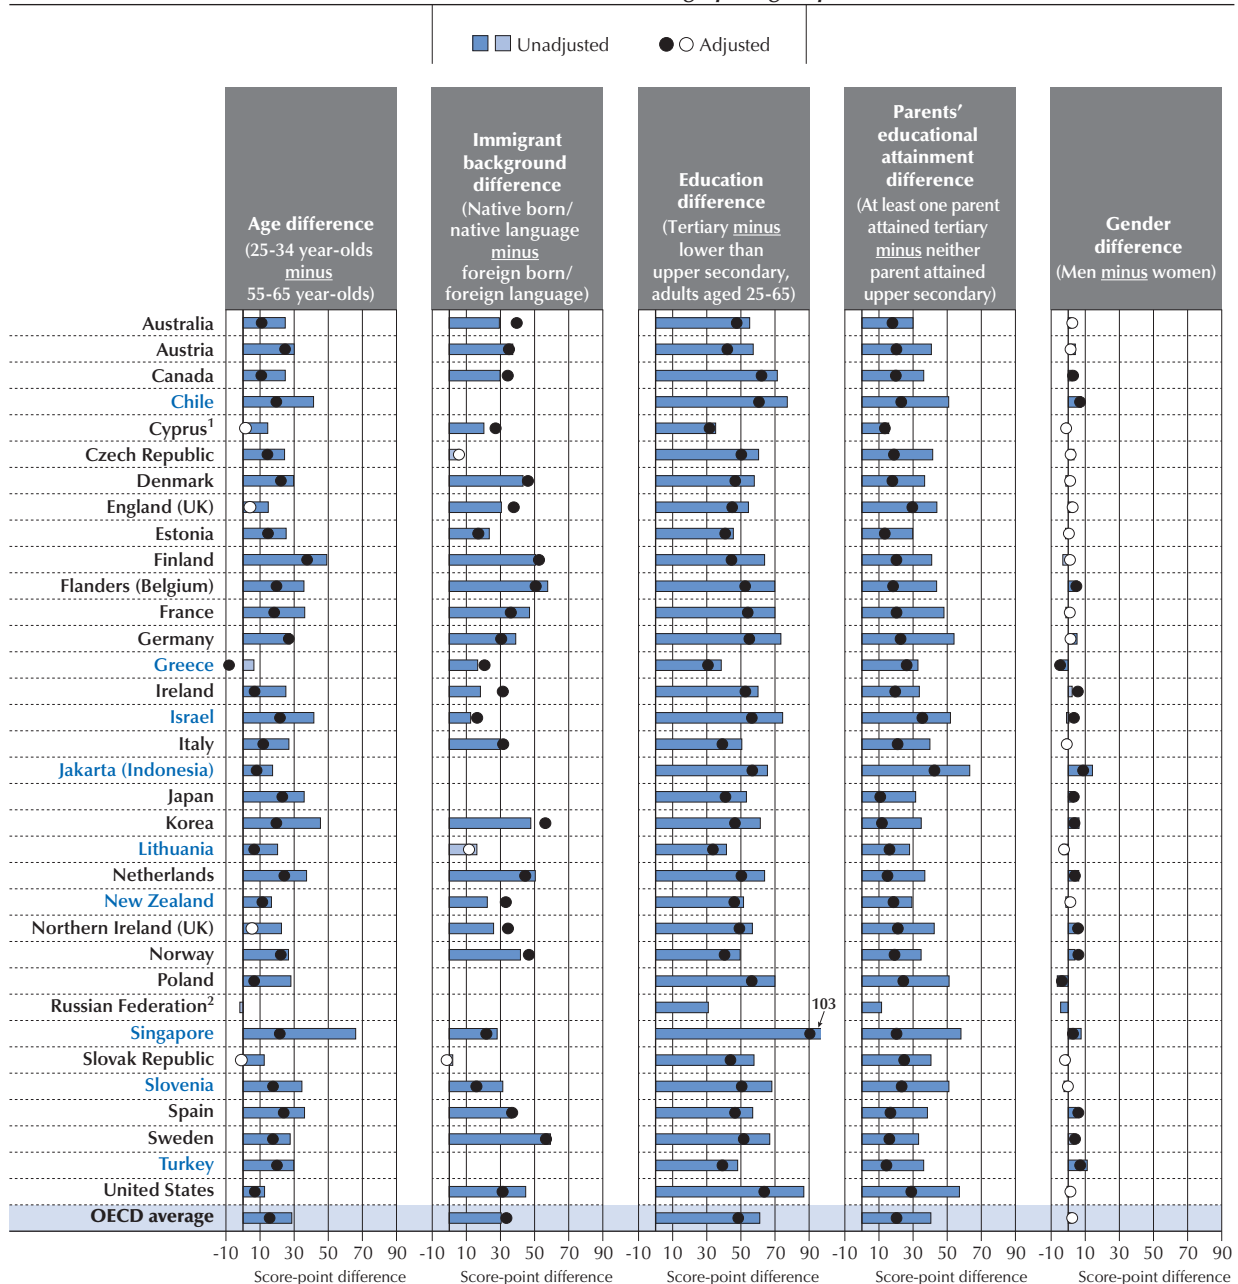 Unadjusted
Adjusted
Age difference
(25-34 year-olds
minus
55-65 year-olds)
Immigrant
background
difference
(Native born/
native language
minus
foreign born/
foreign language)
Education
difference
(Tertiary minus
lower than
upper secondary,
adults aged 25-65)
Parents'
educational
attainment
difference
(At least one parent
attained tertiary
minus neither
parent attained
upper secondary)
Gender
difference
(Men minus women)
Australia
Austria
Canada
Chile
Cyprus1
Czech Republic
Denmark
England (UK)
Estonia
Finland
Flanders (Belgium)
France
Germany
Greece
Ireland
Israel
Italy
Jakarta (Indonesia)
Japan
Korea
Lithuania
Netherlands
New Zealand
Northern Ireland (UK)
Norway
Poland
Russian Federation2
103
Singapore
Slovak Republic
Slovenia
Spain
Sweden
Turkey
United States
OECD average
-10 10 30 50 70 90 -10 10 30 50 70 90 -10 10 30 50 70 90 -10 10 30 50 70 90 -10 10 30 50 70 90
Score-point difference Score-point difference Score-point difference Score-point difference Score-point difference